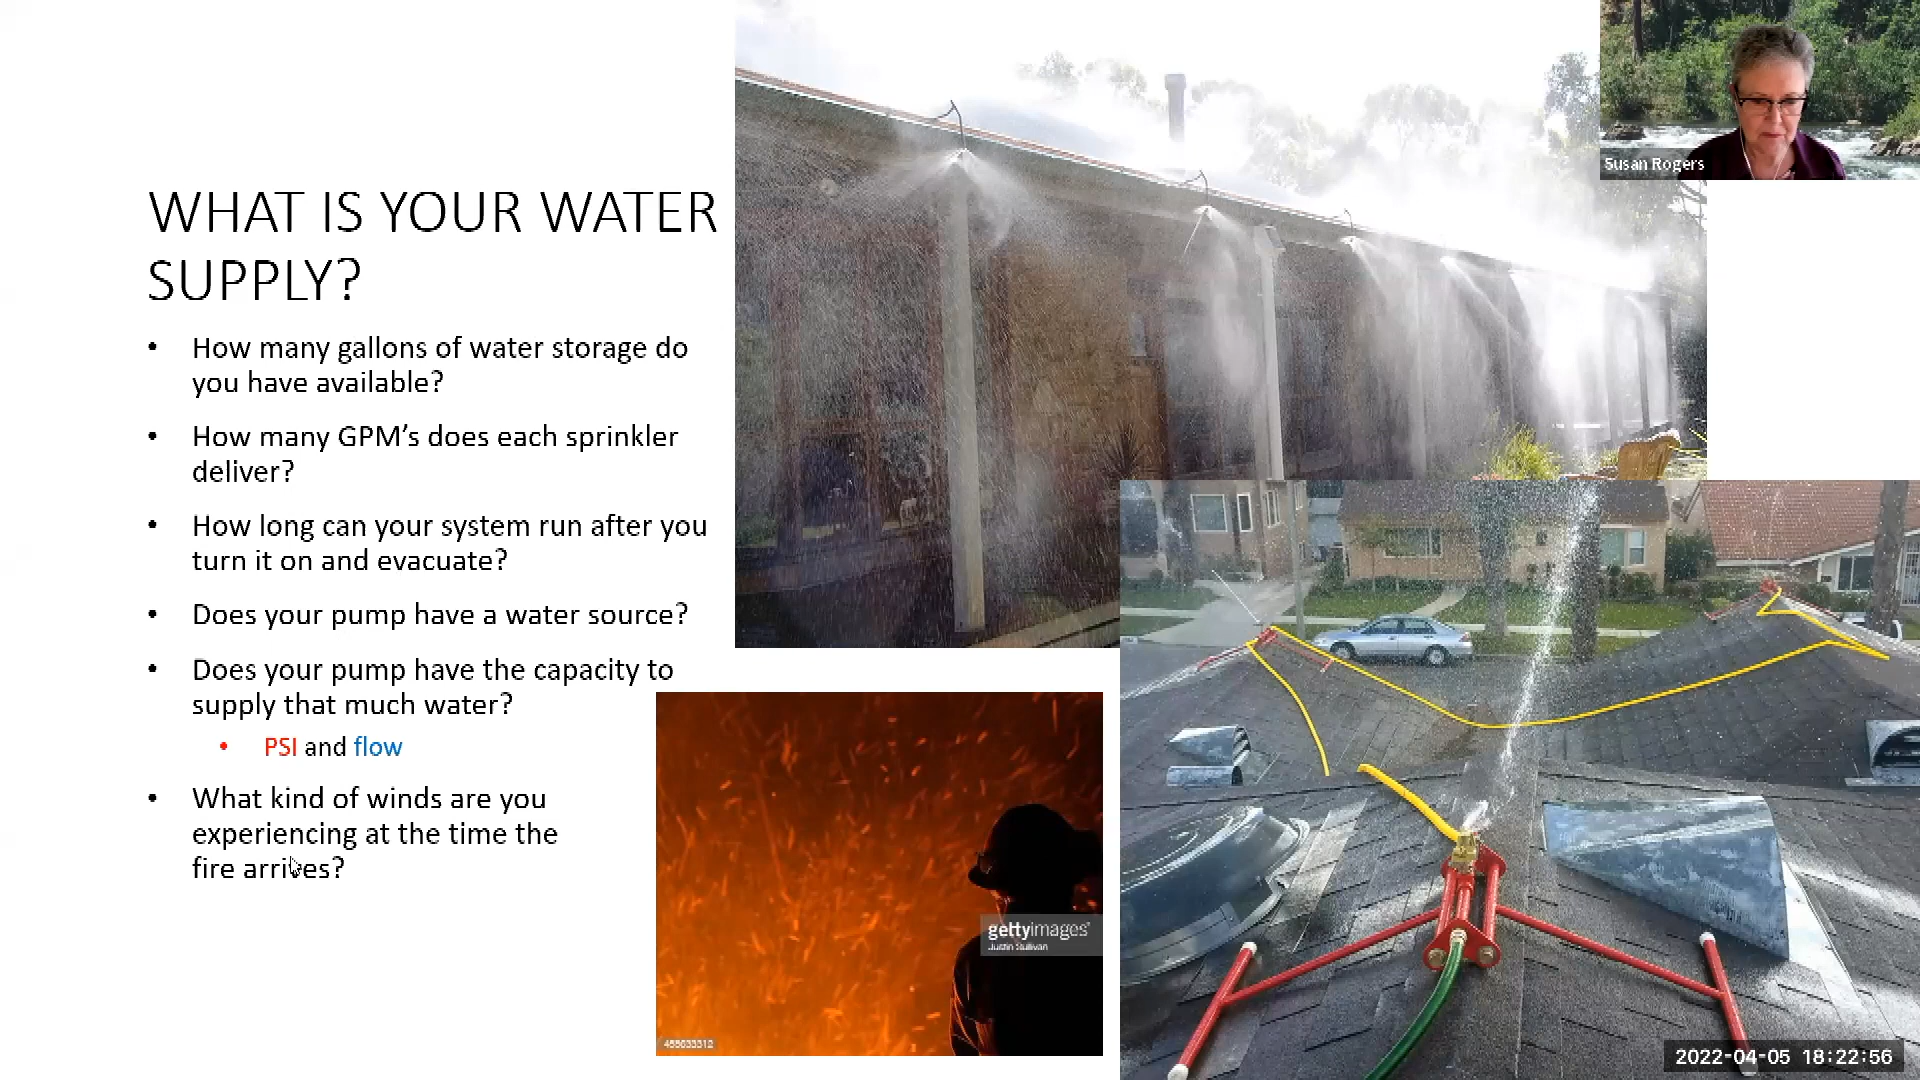 WHAT IS YOUR WATER
SUPPLY?
• How many gallons of water storage do
you have available?
• How many GPM’s does each sprinkler
deliver?
• How long can your system run after you
turn it on and evacuate?
• Does your pump have a water source?
• Does your pump have the capacity to
supply that much water?
• PSI and flow
• What kind of winds are you
experiencing at the time the
fire arrives?
Susan Rogers
gettyimages®
Justin Sullivan
456033312
2022-04-05 18:22:56